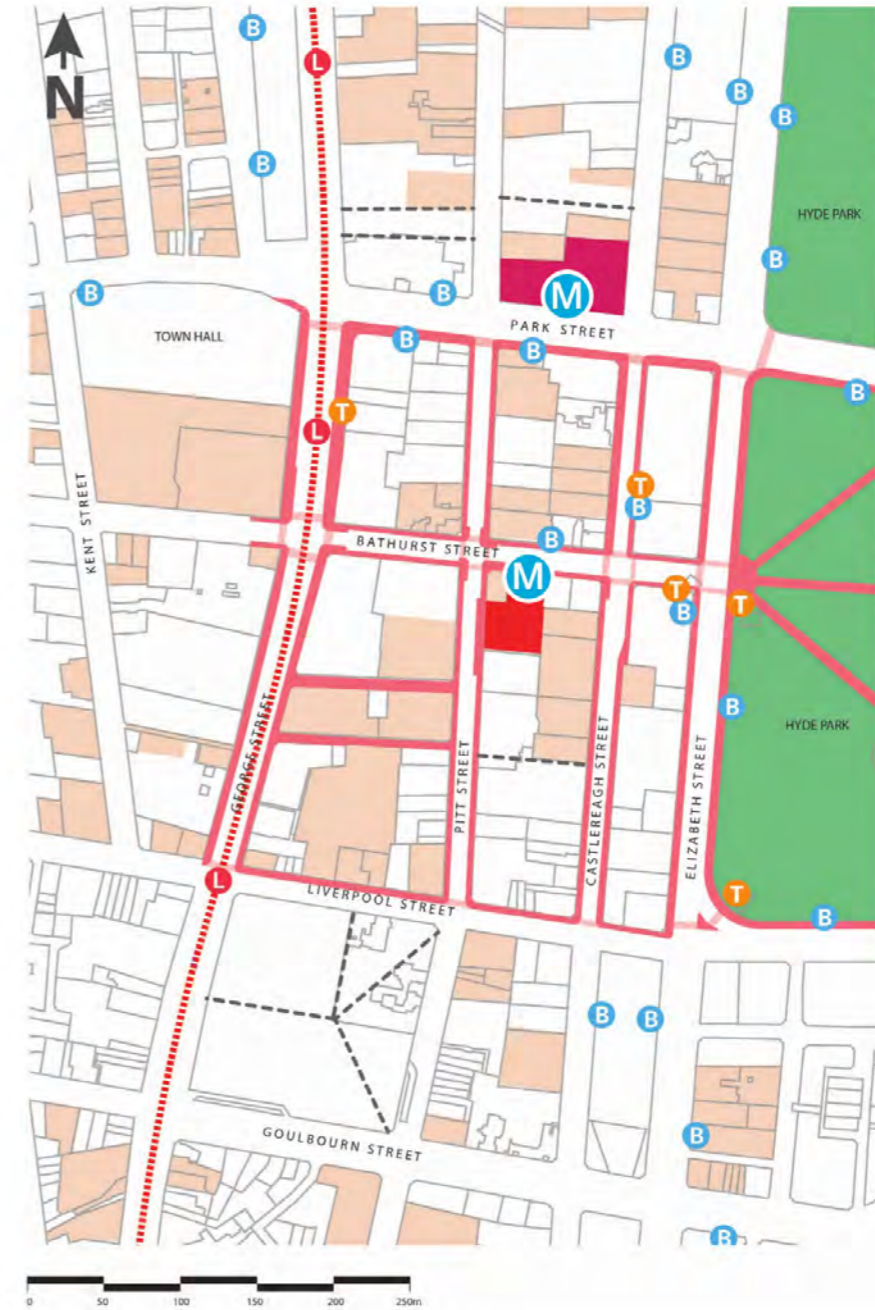 N
B
L
B
B
B
B
HYDE PARK
B
B
B
M
PARK STREET
TOWN HALL
B
B
B
T
L
T
B
KENT STREET
BATHURST STREET
B
M
T
B
T
B
HYDE PARK
GEORGE STREET
PITT STREET
CASTLEREAGH STREET
ELIZABETH STREET
L
LIVERPOOL STREET
T
B
B
B
GOULBOURN STREET
B
B
0 50 100 150 200 250m